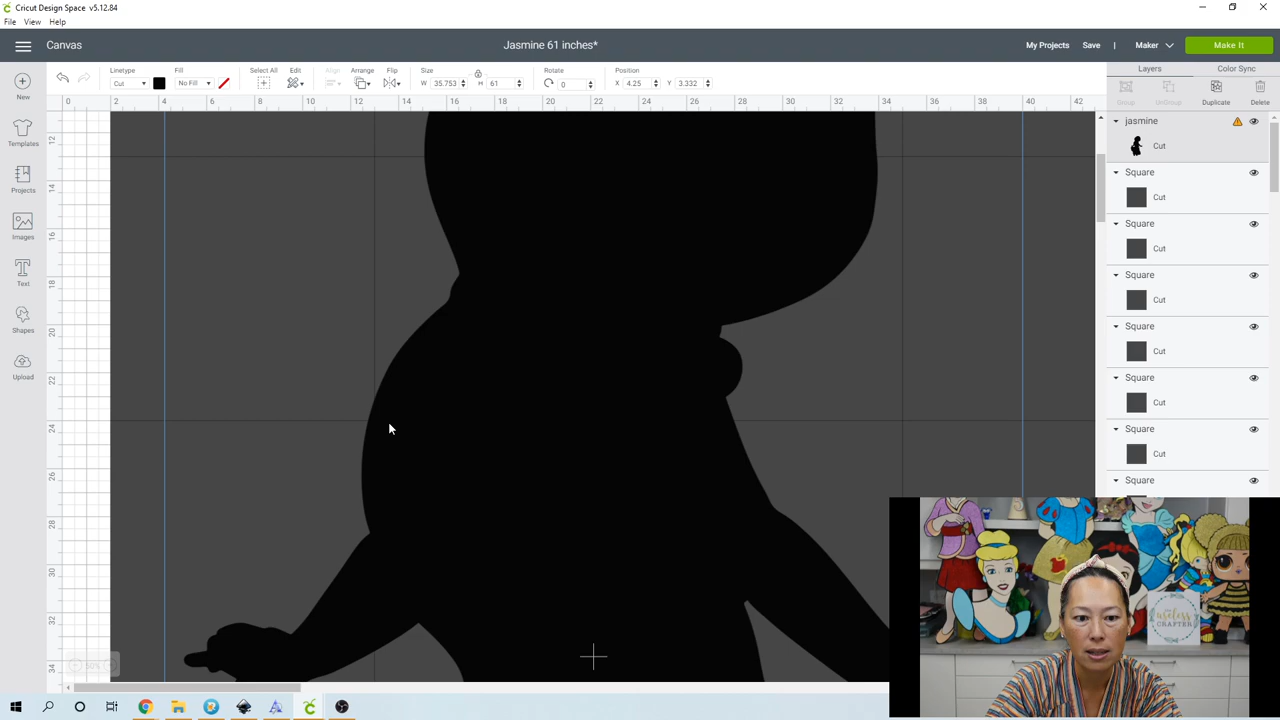 Cricut Design Space v5.12.84
File View Help
Canvas
Jasmine 61 inches*
My Projects | Save | Maker Make It
Linetype Fill Select All Edit Align Arrange Flip Size Rotate Position
Cut No Fill W 35.753 H 61 0 X 4.25 Y 3.332
Layers Color Sync
Group UnGroup Duplicate Delete
0 2 4 6 8 10 12 14 16 18 20 22 24 26 28 30 32 34 36 38 40 42
12
14
16
18
20
22
24
26
28
30
32
34
New
Templates
Projects
Images
Text
Shapes
Upload
50%
jasmine
Cut
Square
Cut
Square
Cut
Square
Cut
Square
Cut
Square
Cut
Square
Cut
Square
useless
CRAFTER